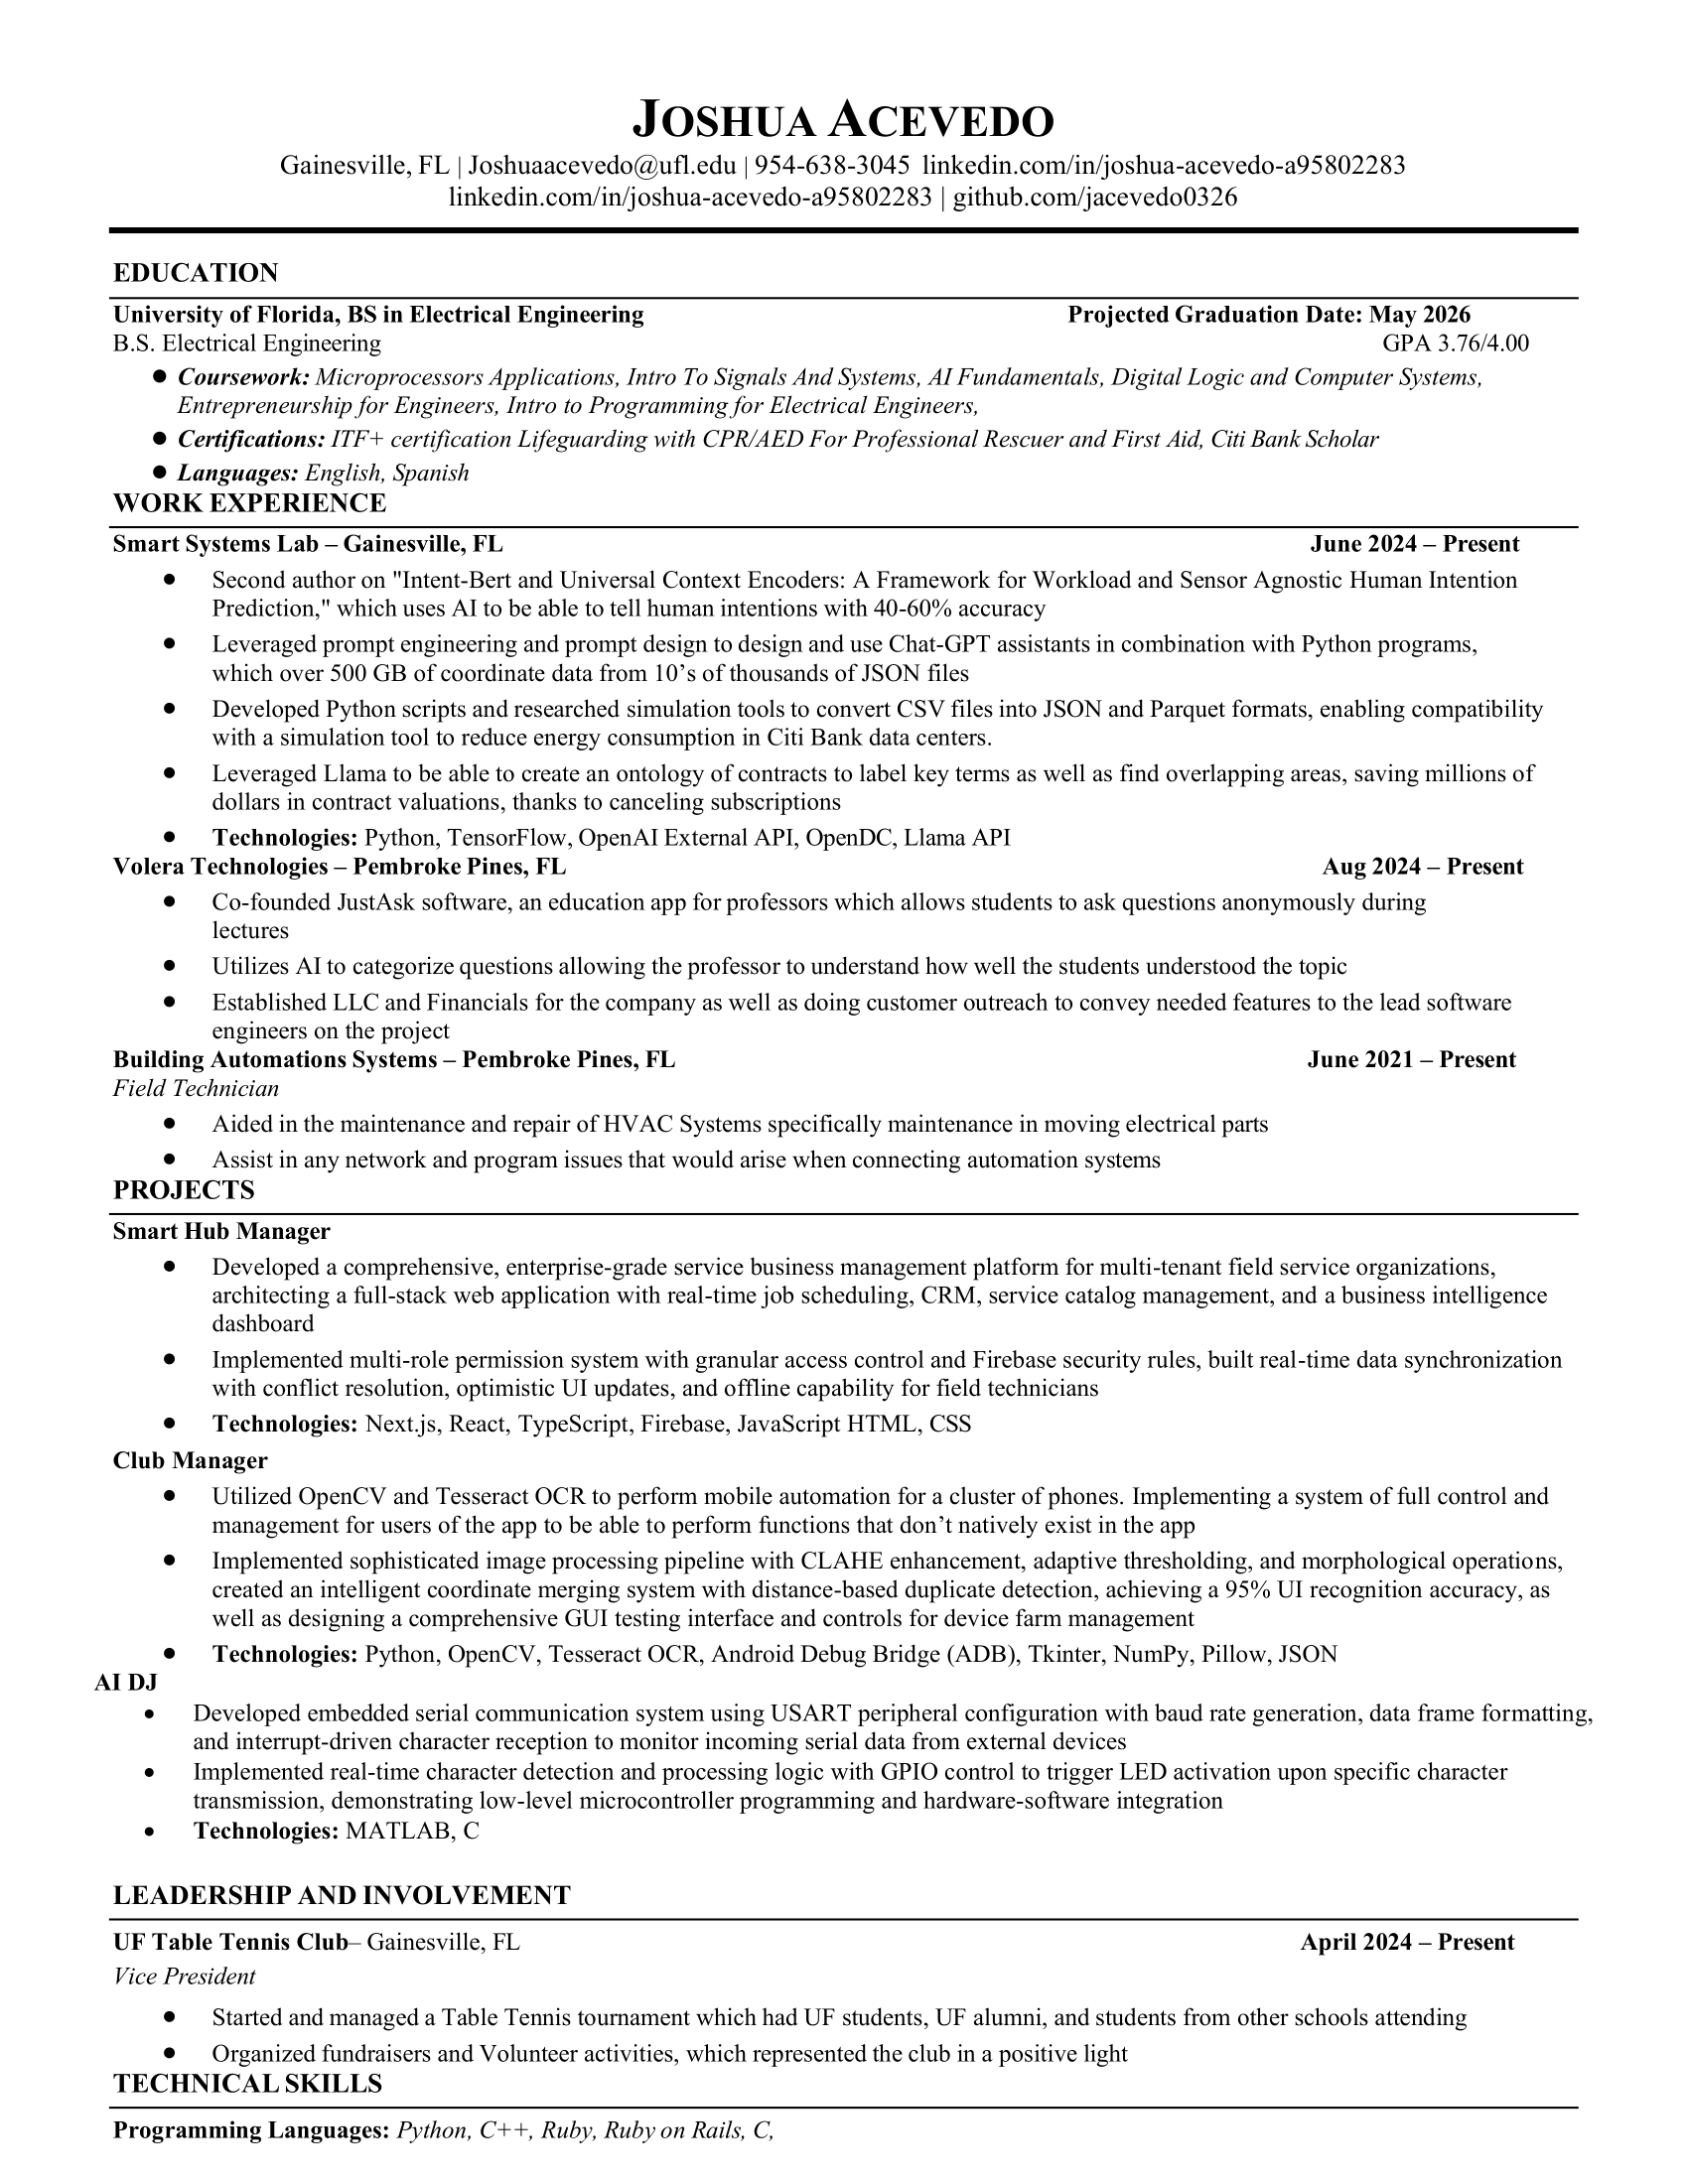 JOSHUA ACEVEDO
Gainesville, FL | Joshuaacevedo@ufl.edu | 954-638-3045 linkedin.com/in/joshua-acevedo-a95802283
linkedin.com/in/joshua-acevedo-a95802283 | github.com/jacevedo0326
EDUCATION
University of Florida, BS in Electrical Engineering Projected Graduation Date: May 2026
B.S. Electrical Engineering GPA 3.76/4.00
● Coursework: Microprocessors Applications, Intro To Signals And Systems, AI Fundamentals, Digital Logic and Computer Systems,
Entrepreneurship for Engineers, Intro to Programming for Electrical Engineers,
● Certifications: ITF+ certification Lifeguarding with CPR/AED For Professional Rescuer and First Aid, Citi Bank Scholar
● Languages: English, Spanish
WORK EXPERIENCE
Smart Systems Lab – Gainesville, FL June 2024 – Present
● Second author on "Intent-Bert and Universal Context Encoders: A Framework for Workload and Sensor Agnostic Human Intention
Prediction," which uses AI to be able to tell human intentions with 40-60% accuracy
● Leveraged prompt engineering and prompt design to design and use Chat-GPT assistants in combination with Python programs,
which over 500 GB of coordinate data from 10’s of thousands of JSON files
● Developed Python scripts and researched simulation tools to convert CSV files into JSON and Parquet formats, enabling compatibility
with a simulation tool to reduce energy consumption in Citi Bank data centers.
● Leveraged Llama to be able to create an ontology of contracts to label key terms as well as find overlapping areas, saving millions of
dollars in contract valuations, thanks to canceling subscriptions
● Technologies: Python, TensorFlow, OpenAI External API, OpenDC, Llama API
Volera Technologies – Pembroke Pines, FL Aug 2024 – Present
● Co-founded JustAsk software, an education app for professors which allows students to ask questions anonymously during
lectures
● Utilizes AI to categorize questions allowing the professor to understand how well the students understood the topic
● Established LLC and Financials for the company as well as doing customer outreach to convey needed features to the lead software
engineers on the project
Building Automations Systems – Pembroke Pines, FL June 2021 – Present
Field Technician
● Aided in the maintenance and repair of HVAC Systems specifically maintenance in moving electrical parts
● Assist in any network and program issues that would arise when connecting automation systems
PROJECTS
Smart Hub Manager
● Developed a comprehensive, enterprise-grade service business management platform for multi-tenant field service organizations,
architecting a full-stack web application with real-time job scheduling, CRM, service catalog management, and a business intelligence
dashboard
● Implemented multi-role permission system with granular access control and Firebase security rules, built real-time data synchronization
with conflict resolution, optimistic UI updates, and offline capability for field technicians
● Technologies: Next.js, React, TypeScript, Firebase, JavaScript HTML, CSS
Club Manager
● Utilized OpenCV and Tesseract OCR to perform mobile automation for a cluster of phones. Implementing a system of full control and
management for users of the app to be able to perform functions that don’t natively exist in the app
● Implemented sophisticated image processing pipeline with CLAHE enhancement, adaptive thresholding, and morphological operations,
created an intelligent coordinate merging system with distance-based duplicate detection, achieving a 95% UI recognition accuracy, as
well as designing a comprehensive GUI testing interface and controls for device farm management
● Technologies: Python, OpenCV, Tesseract OCR, Android Debug Bridge (ADB), Tkinter, NumPy, Pillow, JSON
AI DJ
• Developed embedded serial communication system using USART peripheral configuration with baud rate generation, data frame formatting,
and interrupt-driven character reception to monitor incoming serial data from external devices
• Implemented real-time character detection and processing logic with GPIO control to trigger LED activation upon specific character
transmission, demonstrating low-level microcontroller programming and hardware-software integration
• Technologies: MATLAB, C
LEADERSHIP AND INVOLVEMENT
UF Table Tennis Club– Gainesville, FL April 2024 – Present
Vice President
● Started and managed a Table Tennis tournament which had UF students, UF alumni, and students from other schools attending
● Organized fundraisers and Volunteer activities, which represented the club in a positive light
TECHNICAL SKILLS
Programming Languages: Python, C++, Ruby, Ruby on Rails, C,